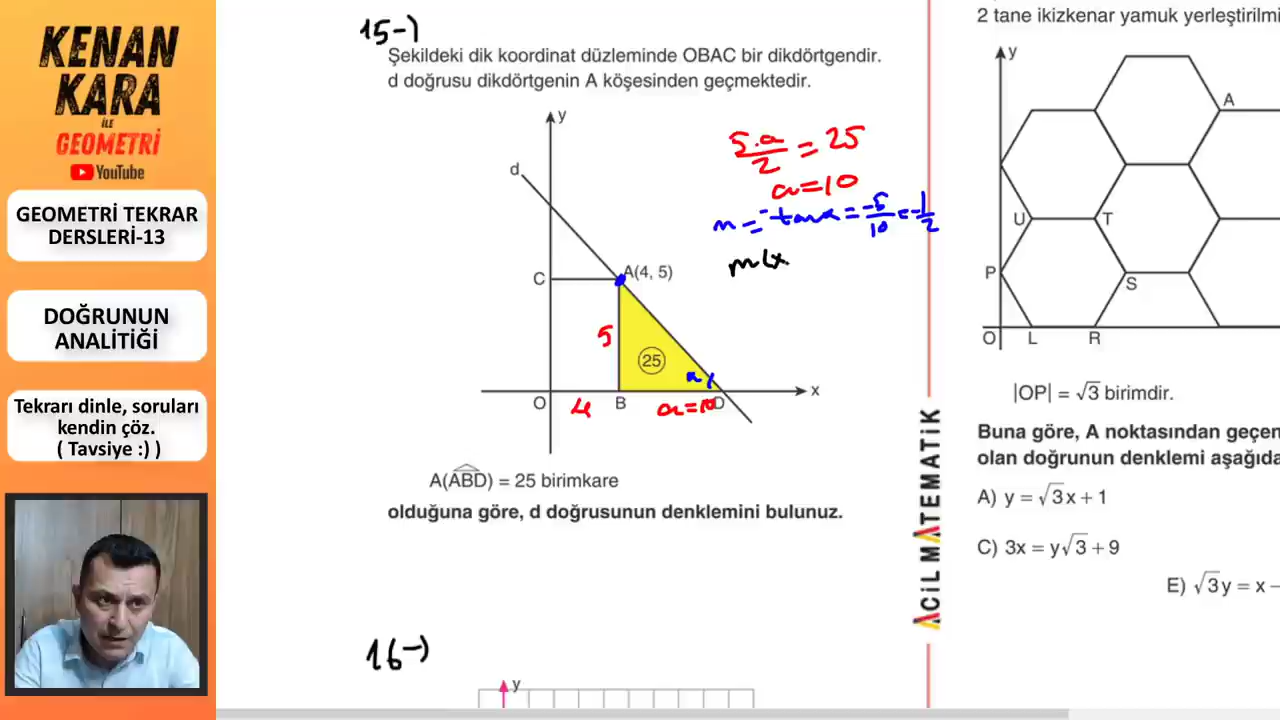 KENAN
KARA
İLE
GEOMETRİ
YouTube
GEOMETRİ TEKRAR
DERSLERİ-13
DOĞRUNUN
ANALİTİĞİ
Tekrarı dinle, soruları
kendin çöz.
( Tavsiye :) )
15-)
Şekildeki dik koordinat düzleminde OBAC bir dikdörtgendir.
d doğrusu dikdörtgenin A köşesinden geçmektedir.
y
d
C
A(4, 5)
5
25
α
x
O
4
B
a=10
D
5.a/2 = 25
a=10
m = -tanα = -5/10 = -1/2
m(x
A(ABD) = 25 birimkare
olduğuna göre, d doğrusunun denklemini bulunuz.
16-)
y
ACİLMATEMATİK
2 tane ikizkenar yamuk yerleştirilmi
y
A
U
T
P
S
O
L
R
|OP| = √3 birimdir.
Buna göre, A noktasından geçen
olan doğrunun denklemi aşağıda
A) y = √3x + 1
C) 3x = y√3 + 9
E) √3y = x –